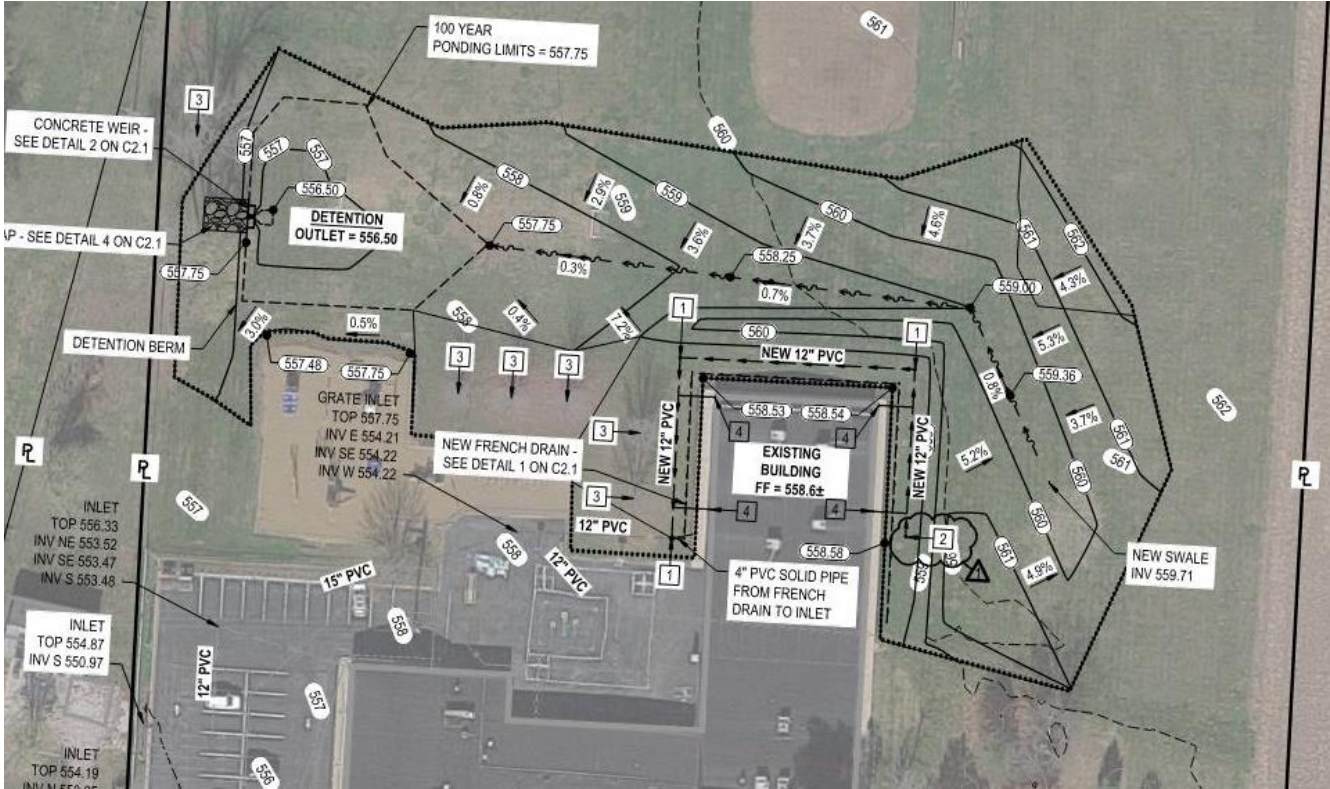 561
100 YEAR
PONDING LIMITS = 557.75
3
CONCRETE WEIR -
SEE DETAIL 2 ON C2.1
557
557
557
556.50
DETENTION
OUTLET = 556.50
AP - SEE DETAIL 4 ON C2.1
557.75
DETENTION BERM
0.8%
558
2.9%
559
559
3.6%
560
3.7%
560
4.6%
561
562
4.3%
557.75
0.3%
558.25
0.7%
559.00
558
0.4%
7.2%
1
560
1
NEW 12" PVC
0.8%
5.3%
559.36
3.7%
562
561
561
560
3.0%
0.5%
557.48
557.75
3
3
3
GRATE INLET
TOP 557.75
INV E 554.21
INV SE 554.22
INV W 554.22
558.53
558.54
4
4
EXISTING
BUILDING
FF = 558.6±
NEW 12" PVC
NEW 12" PVC
3
NEW FRENCH DRAIN -
SEE DETAIL 1 ON C2.1
3
12" PVC
4
4
5.2%
560
P
L
P
L
P
L
557
INLET
TOP 556.33
INV NE 553.52
INV SE 553.47
INV S 553.48
15" PVC
558
12" PVC
1
4" PVC SOLID PIPE
FROM FRENCH
DRAIN TO INLET
558.58
2
1
561
4.9%
NEW SWALE
INV 559.71
INLET
TOP 554.87
INV S 550.97
558
12" PVC
557
INLET
TOP 554.19
556